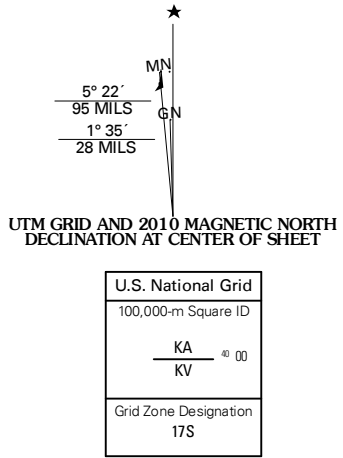 ★
MN
5° 22´
95 MILS
GN
1° 35´
28 MILS
UTM GRID AND 2010 MAGNETIC NORTH
DECLINATION AT CENTER OF SHEET
U.S. National Grid
100,000-m Square ID
KA
40 00
KV
Grid Zone Designation
17S